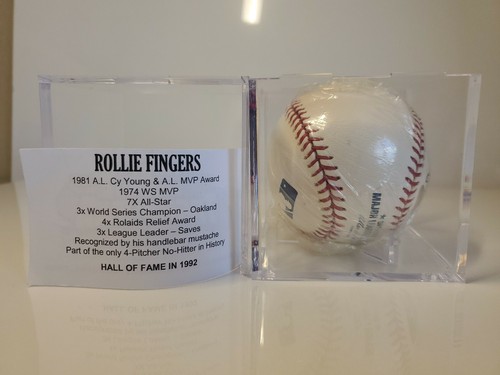 ROLLIE FINGERS
1981 A.L. Cy Young & A.L. MVP Award
1974 WS MVP
7X All-Star
3x World Series Champion – Oakland
4x Rolaids Relief Award
3x League Leader – Saves
Recognized by his handlebar mustache
Part of the only 4-Pitcher No-Hitter in History
HALL OF FAME IN 1992